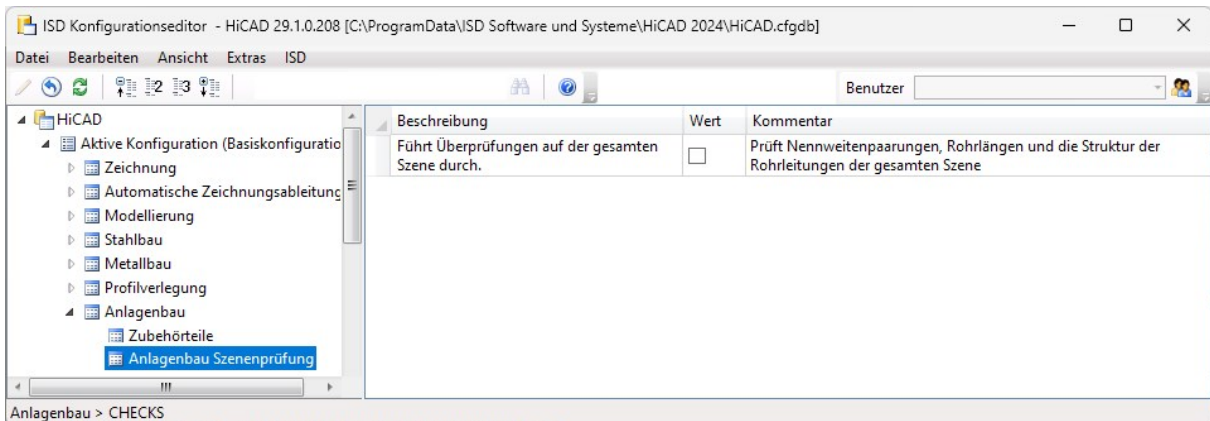 ISD Konfigurationseditor - HiCAD 29.1.0.208 [C:\ProgramData\ISD Software und Systeme\HiCAD 2024\HiCAD.cfgdb]
Datei Bearbeiten Ansicht Extras ISD
2 3 Benutzer
HiCAD
Aktive Konfiguration (Basiskonfiguratio
Zeichnung
Automatische Zeichnungsableitung
Modellierung
Stahlbau
Metallbau
Profilverlegung
Anlagenbau
Zubehörteile
Anlagenbau Szenenprüfung
Beschreibung Wert Kommentar
Führt Überprüfungen auf der gesamten
Szene durch.
Prüft Nennweitenpaarungen, Rohrlängen und die Struktur der
Rohrleitungen der gesamten Szene
Anlagenbau > CHECKS